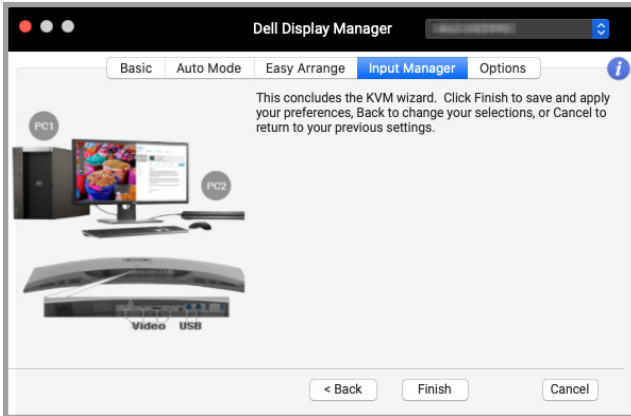 Dell Display Manager
Basic Auto Mode Easy Arrange Input Manager Options
This concludes the KVM wizard. Click Finish to save and apply
your preferences, Back to change your selections, or Cancel to
return to your previous settings.
PC1
PC2
Video USB
< Back Finish Cancel